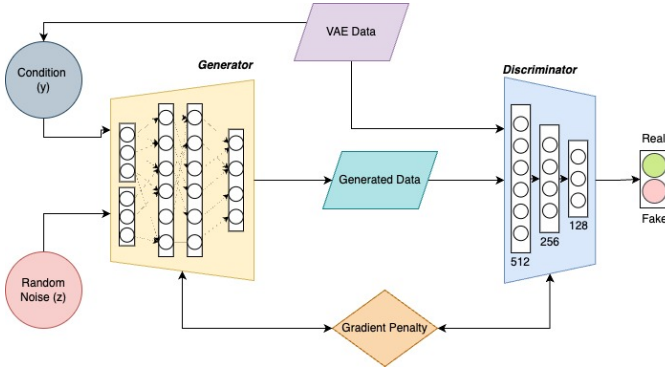 VAE Data
Condition
(y)
Generator
Discriminator
Real
Generated Data
Fake
512
256
128
Random
Noise (z)
Gradient Penalty